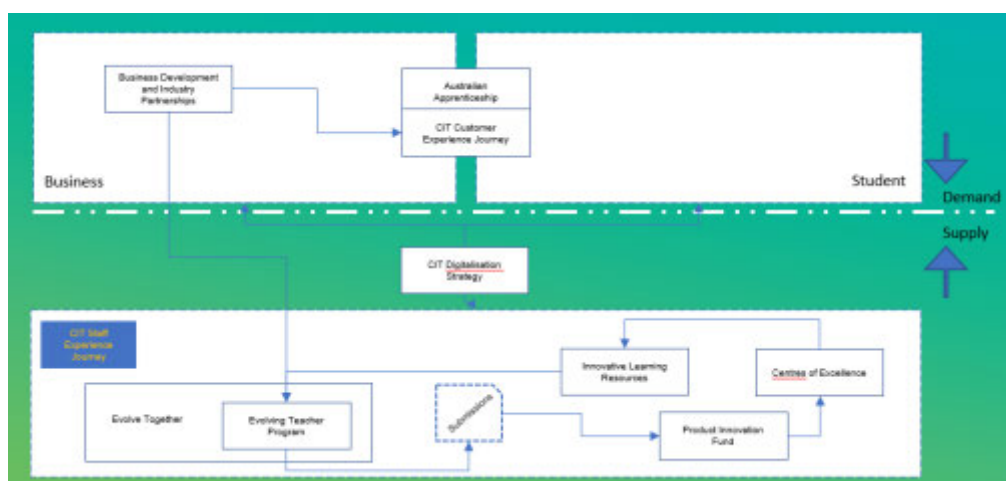 Business Development
and Industry
Partnerships
Australian
Apprenticeship
CIT Customer
Experience Journey
Business
Student
Demand
Supply
CIT Digitalisation
Strategy
CIT Staff
Experience
Journey
Innovative Learning
Resources
Centres of Excellence
Evolve Together
Evolving Teacher
Program
Submissions
Product Innovation
Fund